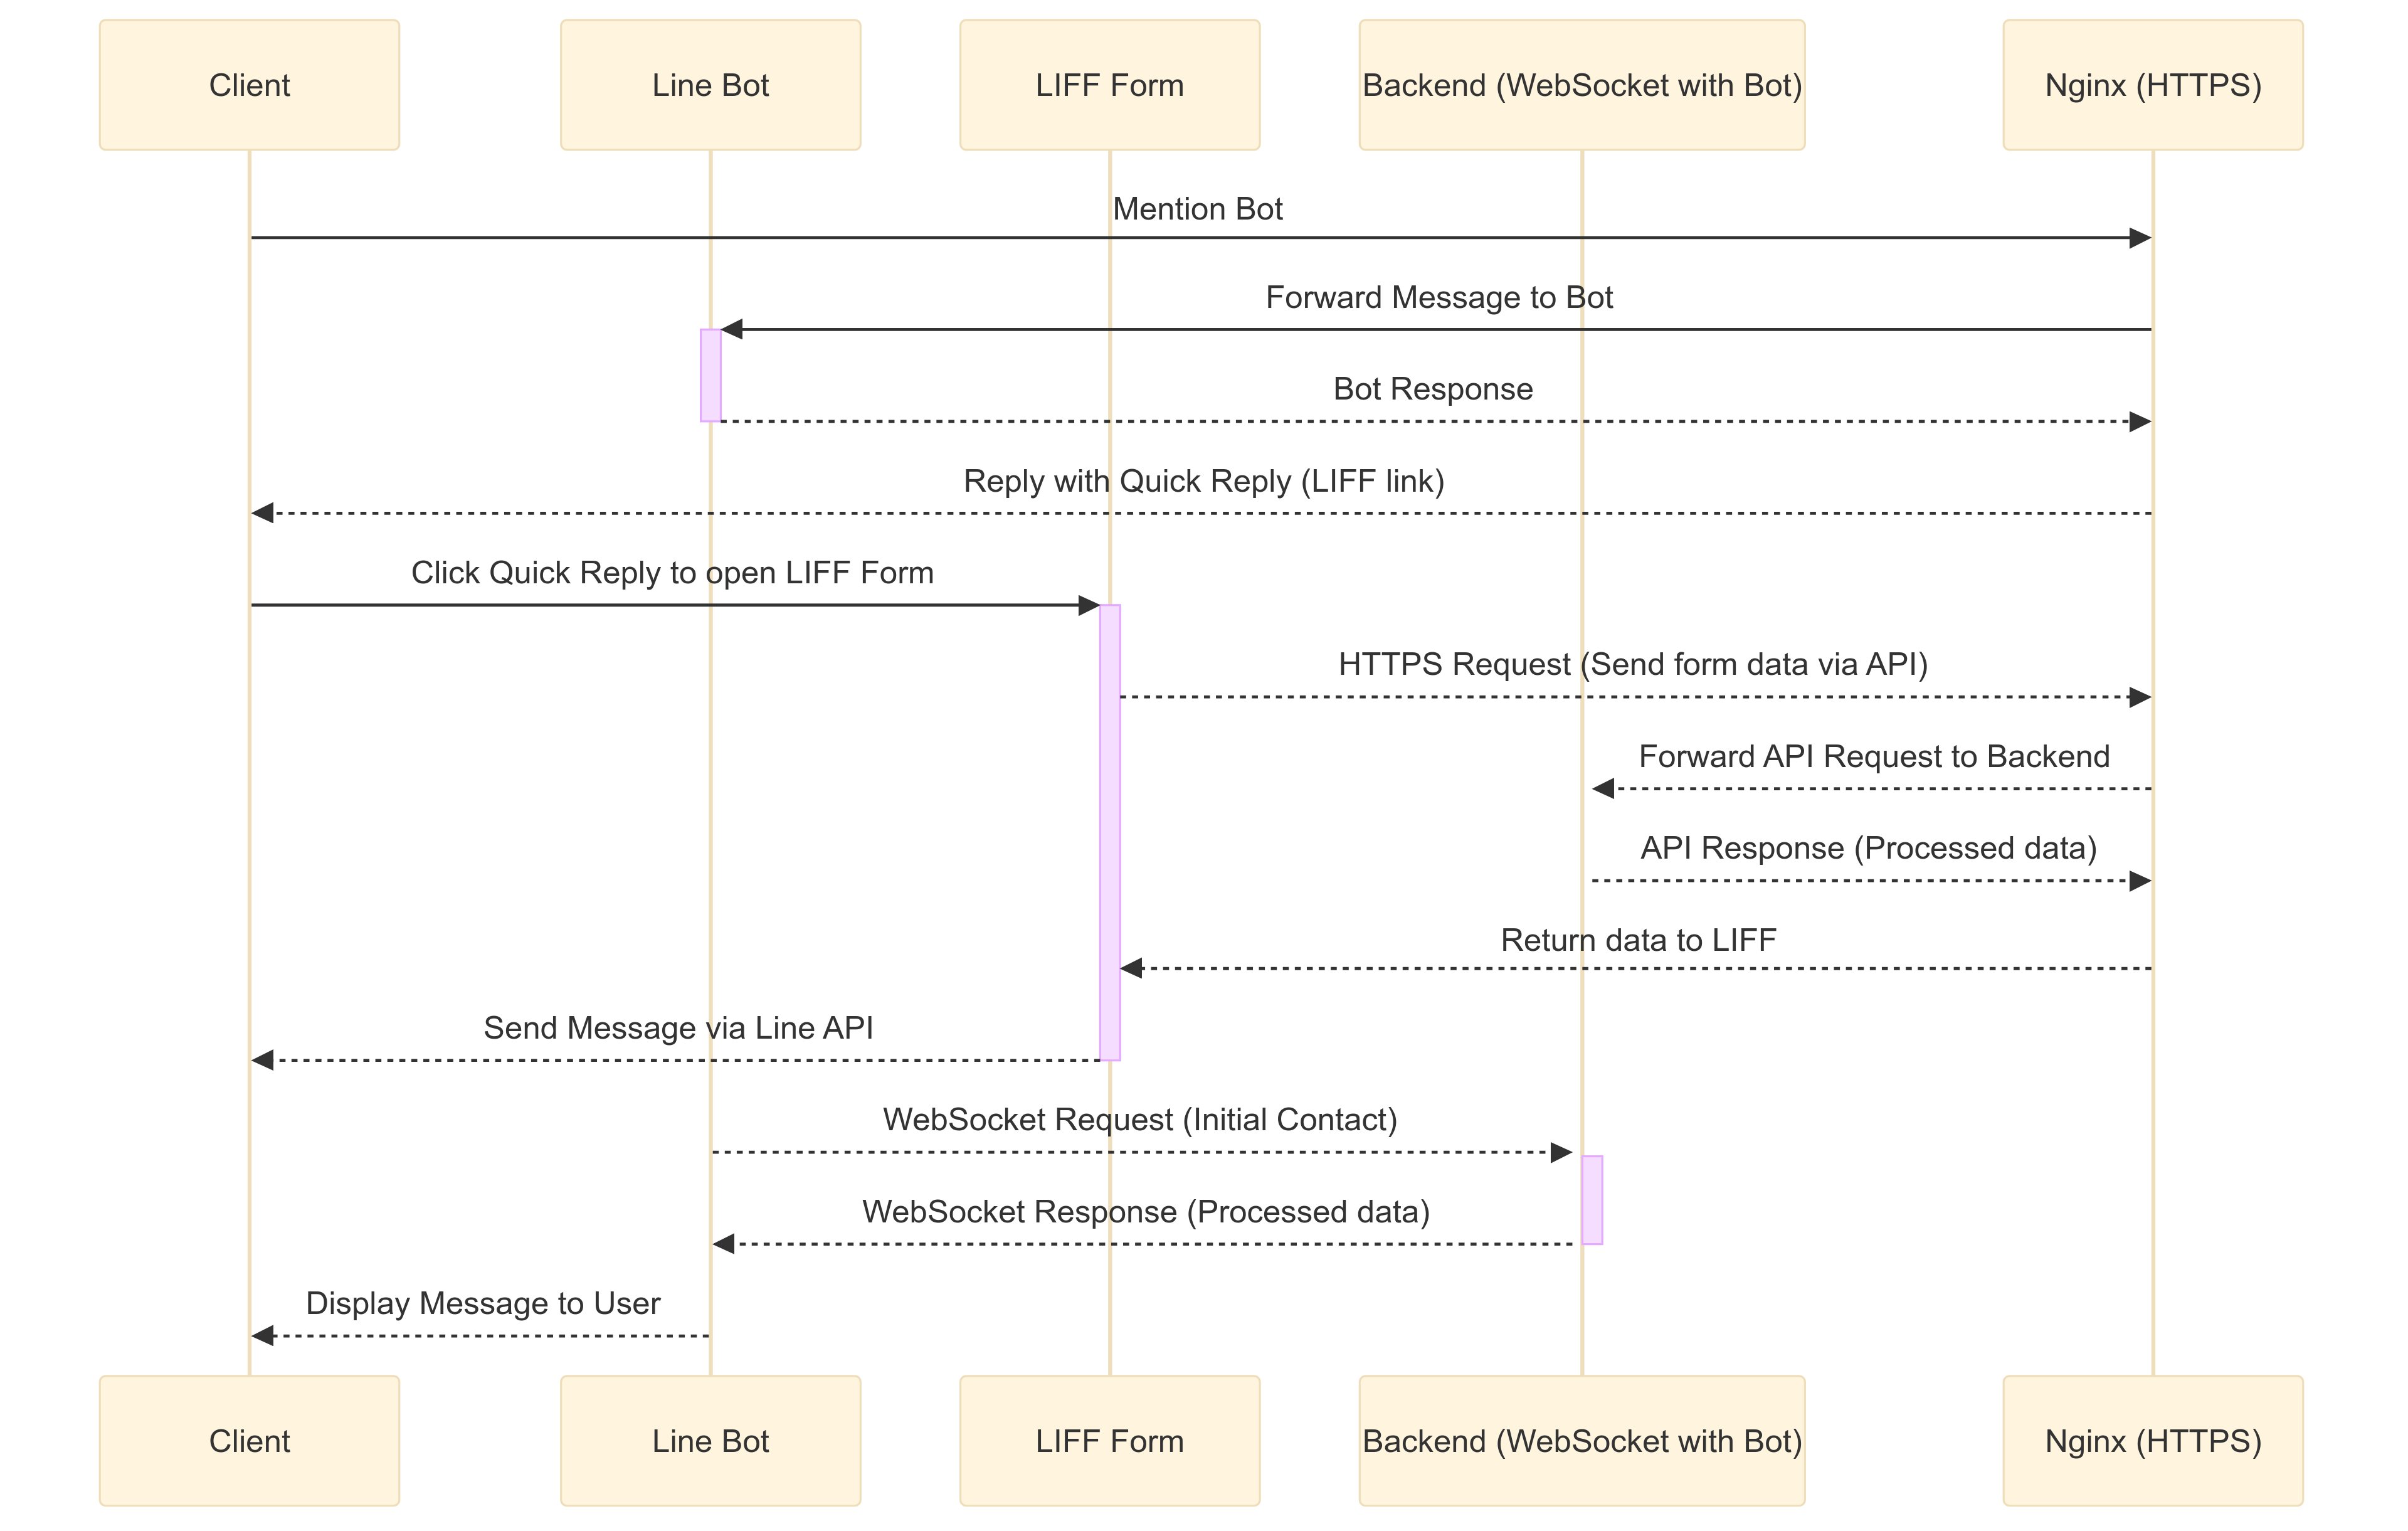 Client
Line Bot
LIFF Form
Backend (WebSocket with Bot)
Nginx (HTTPS)
Mention Bot
Forward Message to Bot
Bot Response
Reply with Quick Reply (LIFF link)
Click Quick Reply to open LIFF Form
HTTPS Request (Send form data via API)
Forward API Request to Backend
API Response (Processed data)
Return data to LIFF
Send Message via Line API
WebSocket Request (Initial Contact)
WebSocket Response (Processed data)
Display Message to User
Client
Line Bot
LIFF Form
Backend (WebSocket with Bot)
Nginx (HTTPS)